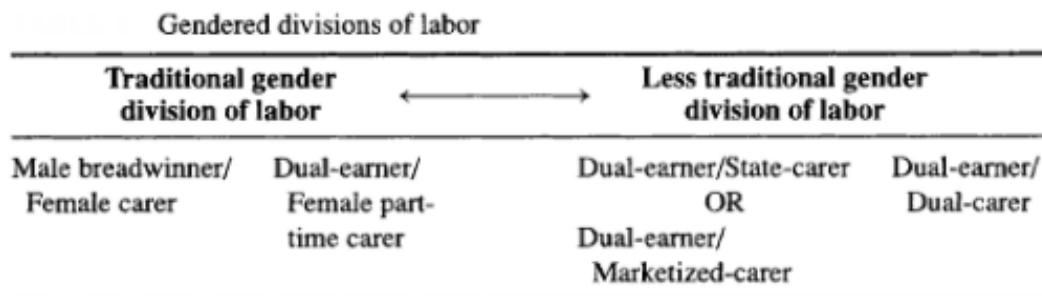 Gendered divisions of labor
Traditional gender division of labor
Less traditional gender division of labor
Male breadwinner/
Female carer
Dual-earner/
Female part-
time carer
Dual-earner/State-carer
OR
Dual-earner/
Marketized-carer
Dual-earner/
Dual-carer